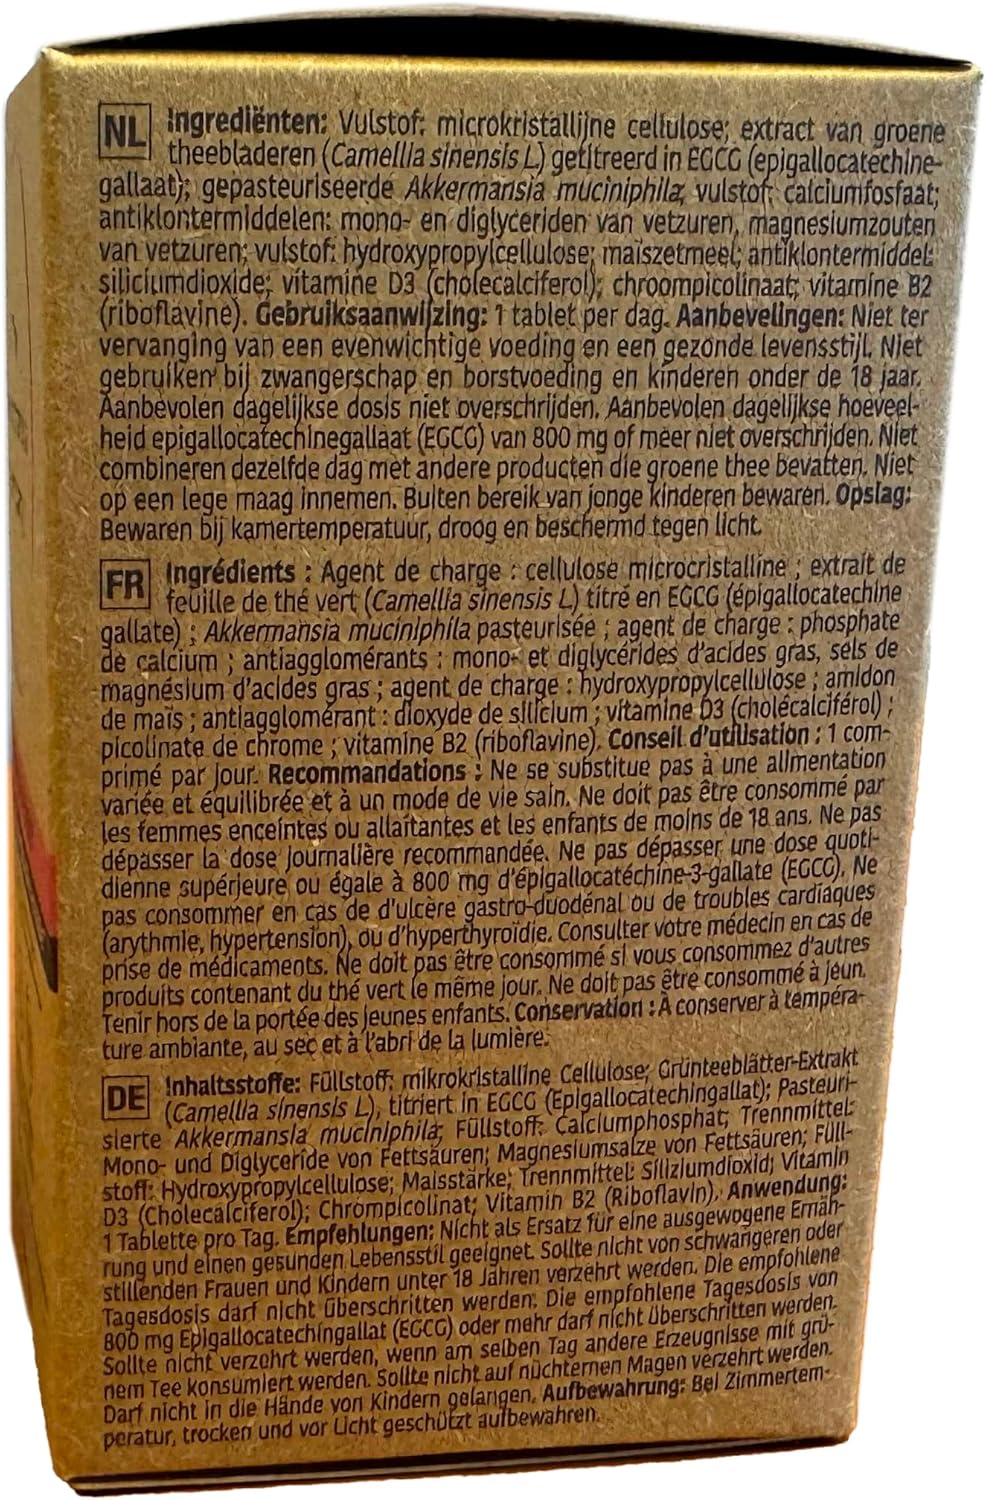 NL Ingrediënten: Vulstof: microkristallijne cellulose; extract van groene
theebladeren (Camellia sinensis L) getitreerd in EGCG (epigallocatechine-
gallaat); gepasteuriseerde Akkermansia muciniphila; vulstof: calciumfosfaat;
antiklontermiddelen: mono- en diglyceriden van vetzuren, magnesiumzouten
van vetzuren; vulstof: hydroxypropylcellulose; maïszetmeel; antiklontermiddel:
siliciumdioxide; vitamine D3 (cholecalciferol); chroompicolinaat; vitamine B2
(riboflavine). Gebruiksaanwijzing: 1 tablet per dag. Aanbevelingen: Niet ter
vervanging van een evenwichtige voeding en een gezonde levensstijl. Niet
gebruiken bij zwangerschap en borstvoeding en kinderen onder de 18 jaar.
Aanbevolen dagelijkse dosis niet overschrijden. Aanbevolen dagelijkse hoeveel-
heid epigallocatechinegallaat (EGCG) van 800 mg of meer niet overschrijden. Niet
combineren dezelfde dag met andere producten die groene thee bevatten. Niet
op een lege maag innemen. Buiten bereik van jonge kinderen bewaren. Opslag:
Bewaren bij kamertemperatuur, droog en beschermd tegen licht.
FR Ingrédients : Agent de charge : cellulose microcristalline ; extrait de
feuille de thé vert (Camellia sinensis L) titré en EGCG (épigallocatechine
gallate) ; Akkermansia muciniphila pasteurisée ; agent de charge : phosphate
de calcium ; antiagglomérants : mono- et diglycérides d'acides gras, sels de
magnésium d'acides gras ; agent de charge : hydroxypropylcellulose ; amidon
de maïs ; antiagglomérant : dioxyde de silicium ; vitamine D3 (cholécalciférol) ;
picolinate de chrome ; vitamine B2 (riboflavine). Conseil d'utilisation : 1 com-
primé par jour. Recommandations : Ne se substitue pas à une alimentation
variée et équilibrée et à un mode de vie sain. Ne doit pas être consommé par
les femmes enceintes ou allaitantes et les enfants de moins de 18 ans. Ne pas
dépasser la dose journalière recommandée. Ne pas dépasser une dose quoti-
dienne supérieure ou égale à 800 mg d'épigallocatéchine-3-gallate (EGCG). Ne
pas consommer en cas de d'ulcère gastro-duodénal ou de troubles cardiaques
(arythmie, hypertension), ou d'hyperthyroïdie. Consulter votre médecin en cas de
prise de médicaments. Ne doit pas être consommé si vous consommez d'autres
produits contenant du thé vert le même jour. Ne doit pas être consommé à jeun.
Tenir hors de la portée des jeunes enfants. Conservation : À conserver à tempéra-
ture ambiante, au sec et à l'abri de la lumière.
DE Inhaltsstoffe: Füllstoff: mikrokristalline Cellulose; Grünteeblätter-Extrakt
(Camellia sinensis L), titriert in EGCG (Epigallocatechingallat); Pasteuri-
sierte Akkermansia muciniphila; Füllstoff: Calciumphosphat; Trennmittel:
Mono- und Diglyceride von Fettsäuren; Magnesiumsalze von Fettsäuren; Füll-
stoff: Hydroxypropylcellulose; Maisstärke; Trennmittel: Siliziumdioxid; Vitamin
D3 (Cholecalciferol); Chrompicolinat; Vitamin B2 (Riboflavin). Anwendung:
1 Tablette pro Tag. Empfehlungen: Nicht als Ersatz für eine ausgewogene Ernäh-
rung und einen gesunden Lebensstil geeignet. Sollte nicht von schwangeren oder
stillenden Frauen und Kindern unter 18 Jahren verzehrt werden. Die empfohlene
Tagesdosis darf nicht überschritten werden. Die empfohlene Tagesdosis von
800 mg Epigallocatechingallat (EGCG) oder mehr darf nicht überschritten werden.
Sollte nicht verzehrt werden, wenn am selben Tag andere Erzeugnisse mit grü-
nem Tee konsumiert werden. Sollte nicht auf nüchternen Magen verzehrt werden.
Darf nicht in die Hände von Kindern gelangen. Aufbewahrung: Bei Zimmertem-
peratur, trocken und vor Licht geschützt aufbewahren.